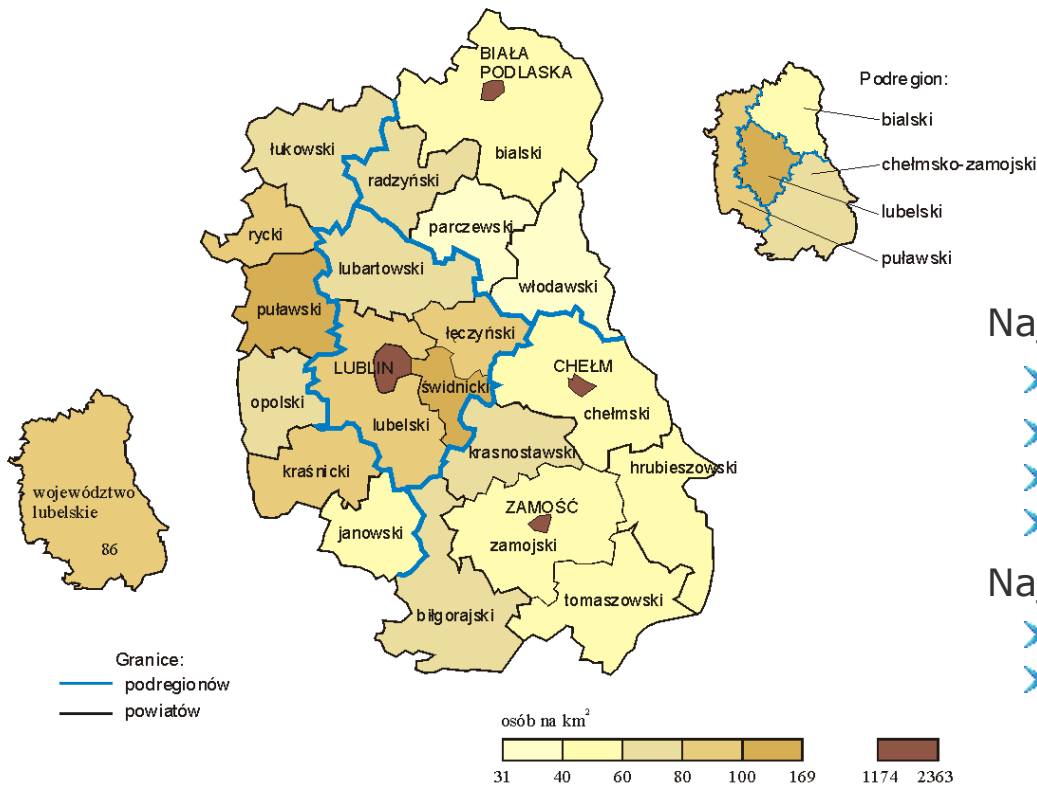 BIAŁA
PODLASKA
Podregion:
bialski
łukowski
bialski
radzyński
chełmsko-zamojski
rycki
parczewski
lubelski
lubartowski
puławski
włodawski
puławski
łęczyński
Na
LUBLIN
świdnicki
CHEŁM
opolski
chełmski
lubelski
krasnostawski
kraśnicki
hrubieszowski
województwo
lubelskie
ZAMOŚĆ
janowski
zamojski
86
Na
tomaszowski
biłgorajski
Granice:
podregionów
powiatów
osób na km²
31 40 60 80 100 169 1174 2363